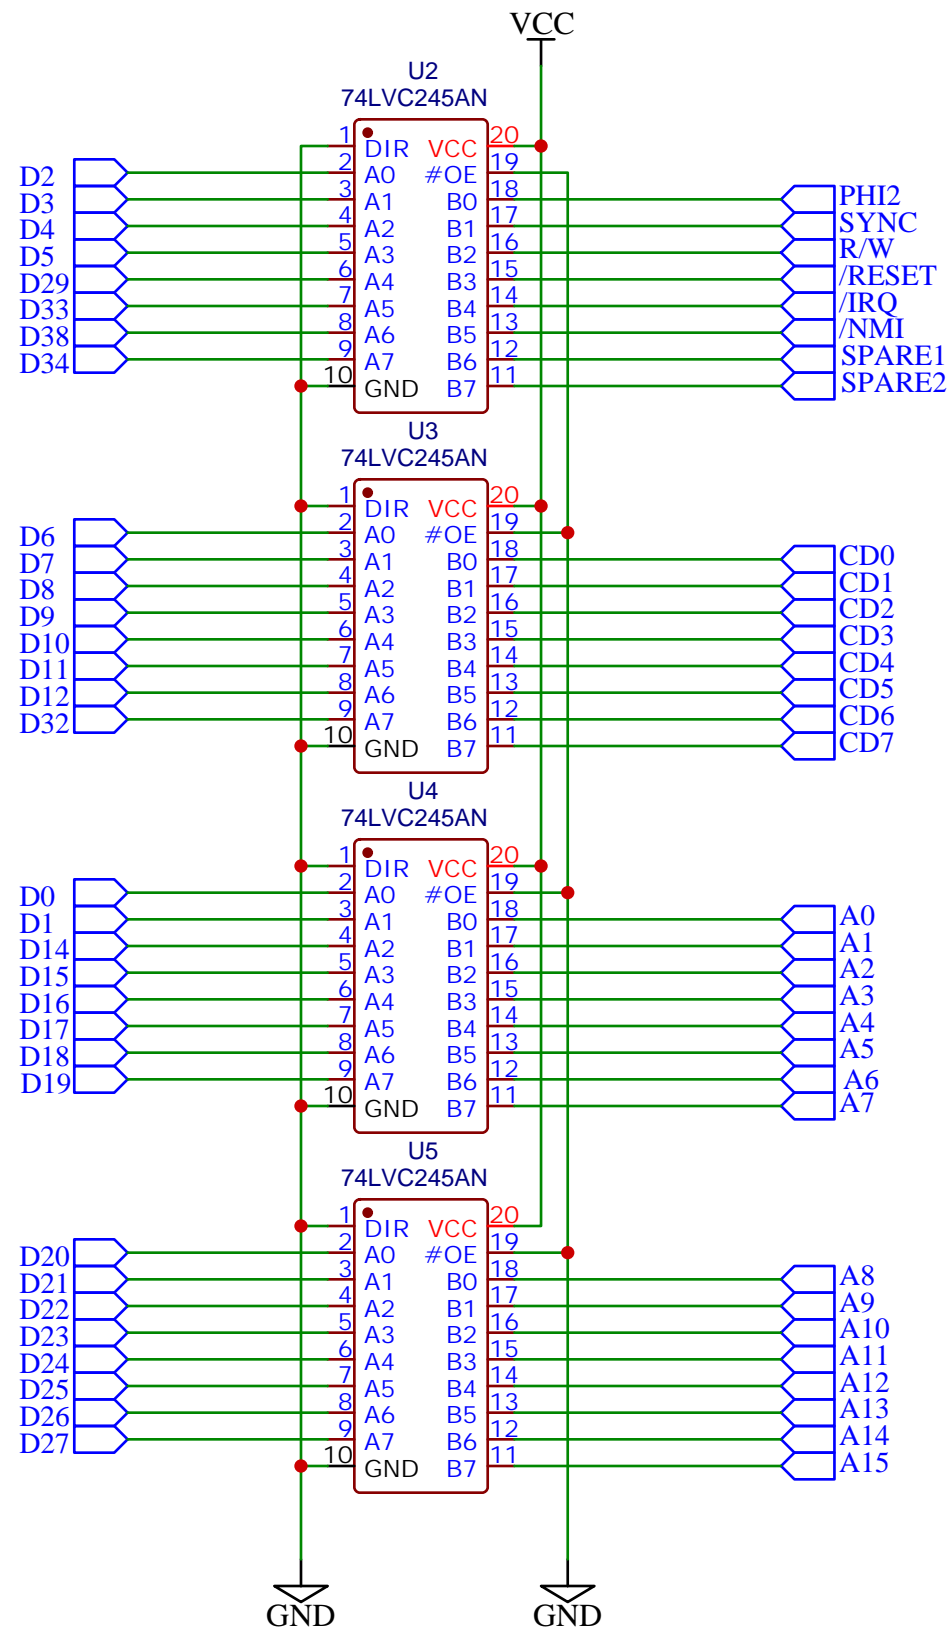 VCC
U2
74LVC245AN
1 DIR VCC 20
D2 2 A0 #OE 19
D3 3 A1 B0 18 PHI2
D4 4 A2 B1 17 SYNC
D5 5 A3 B2 16 R/W
D29 6 A4 B3 15 /RESET
D33 7 A5 B4 14 /IRQ
D38 8 A6 B5 13 /NMI
D34 9 A7 B6 12 SPARE1
10 GND B7 11 SPARE2
U3
74LVC245AN
1 DIR VCC 20
D6 2 A0 #OE 19
D7 3 A1 B0 18 CD0
D8 4 A2 B1 17 CD1
D9 5 A3 B2 16 CD2
D10 6 A4 B3 15 CD3
D11 7 A5 B4 14 CD4
D12 8 A6 B5 13 CD5
D32 9 A7 B6 12 CD6
10 GND B7 11 CD7
U4
74LVC245AN
1 DIR VCC 20
D0 2 A0 #OE 19
D1 3 A1 B0 18 A0
D14 4 A2 B1 17 A1
D15 5 A3 B2 16 A2
D16 6 A4 B3 15 A3
D17 7 A5 B4 14 A4
D18 8 A6 B5 13 A5
D19 9 A7 B6 12 A6
10 GND B7 11 A7
U5
74LVC245AN
1 DIR VCC 20
D20 2 A0 #OE 19
D21 3 A1 B0 18 A8
D22 4 A2 B1 17 A9
D23 5 A3 B2 16 A10
D24 6 A4 B3 15 A11
D25 7 A5 B4 14 A12
D26 8 A6 B5 13 A13
D27 9 A7 B6 12 A14
10 GND B7 11 A15
GND GND